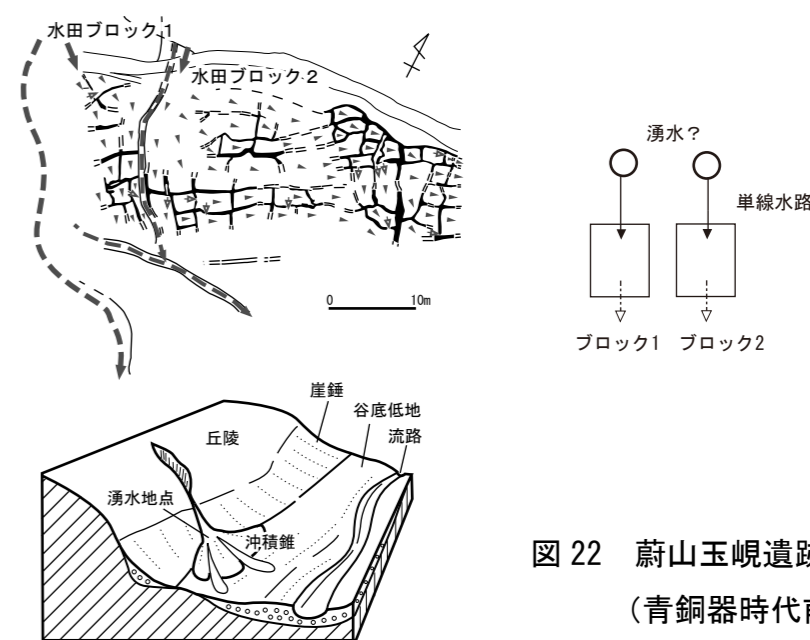 水田ブロック1
水田ブロック2
0 10m
湧水？
単線水路
ブロック1 ブロック2
崖錘
谷底低地
流路
丘陵
湧水地点
沖積錐
図22 蔚山玉峴遺跡
（青銅器時代前